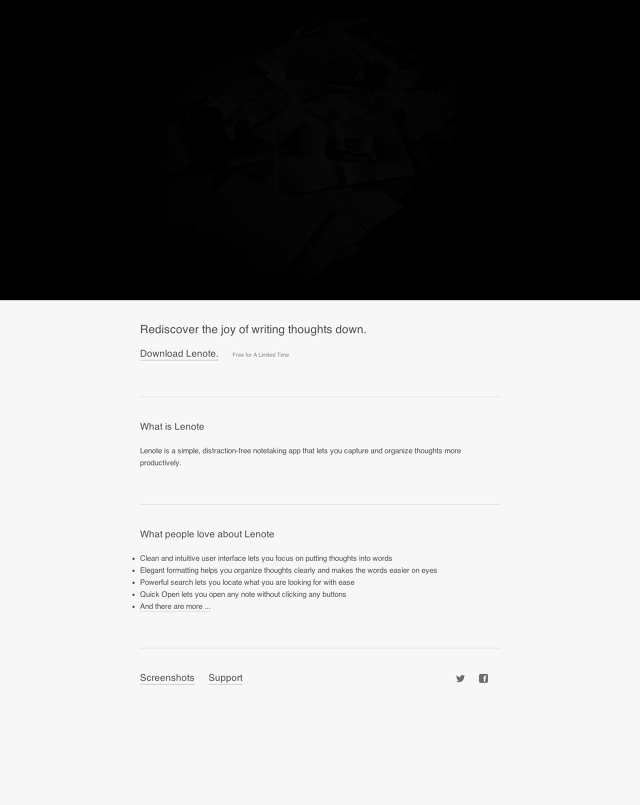 Rediscover the joy of writing thoughts down.
Download Lenote. Free for A Limited Time
What is Lenote
Lenote is a simple, distraction-free notetaking app that lets you capture and organize thoughts more
productively.
What people love about Lenote
• Clean and intuitive user interface lets you focus on putting thoughts into words
• Elegant formatting helps you organize thoughts clearly and makes the words easier on eyes
• Powerful search lets you locate what you are looking for with ease
• Quick Open lets you open any note without clicking any buttons
• And there are more ...
Screenshots Support